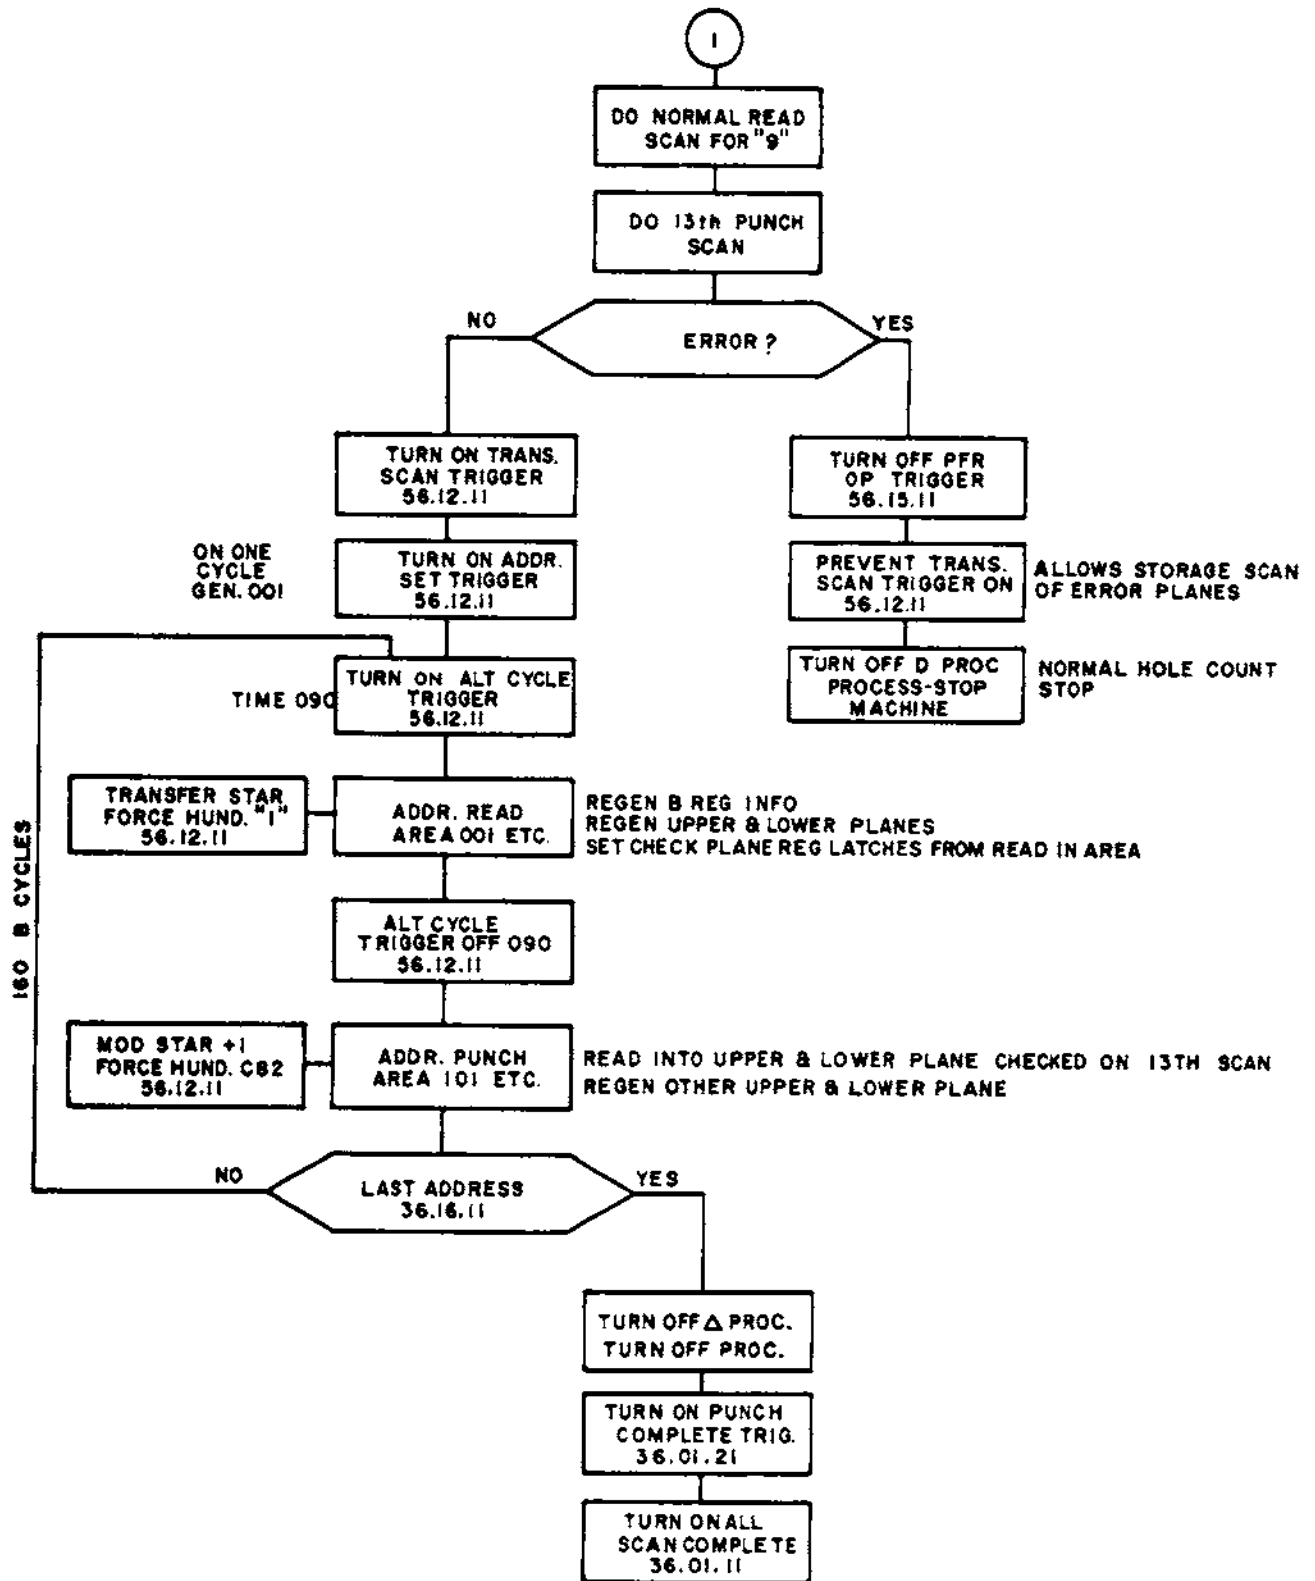 1
DO NORMAL READ
SCAN FOR "9"
DO 13th PUNCH
SCAN
NO
ERROR?
YES
TURN ON TRANS.
SCAN TRIGGER
56.12.11
TURN OFF PFR
OP TRIGGER
56.15.11
ON ONE
CYCLE
GEN. 001
TURN ON ADDR.
SET TRIGGER
56.12.11
PREVENT TRANS.
SCAN TRIGGER ON
56.12.11
ALLOWS STORAGE SCAN
OF ERROR PLANES
TIME 090
TURN ON ALT CYCLE
TRIGGER
56.12.11
TURN OFF D PROC
PROCESS-STOP
MACHINE
NORMAL HOLE COUNT
STOP
TRANSFER STAR
FORCE HUND. "1"
56.12.11
ADDR. READ
AREA 001 ETC.
REGEN B REG INFO
REGEN UPPER & LOWER PLANES
SET CHECK PLANE REG LATCHES FROM READ IN AREA
160 B CYCLES
ALT CYCLE
TRIGGER OFF 090
56.12.11
MOD STAR +1
FORCE HUND. CB2
56.12.11
ADDR. PUNCH
AREA 101 ETC.
READ INTO UPPER & LOWER PLANE CHECKED ON 13TH SCAN
REGEN OTHER UPPER & LOWER PLANE
NO
LAST ADDRESS
36.16.11
YES
TURN OFF Δ PROC.
TURN OFF PROC.
TURN ON PUNCH
COMPLETE TRIG.
36.01.21
TURN ON ALL
SCAN COMPLETE
36.01.11